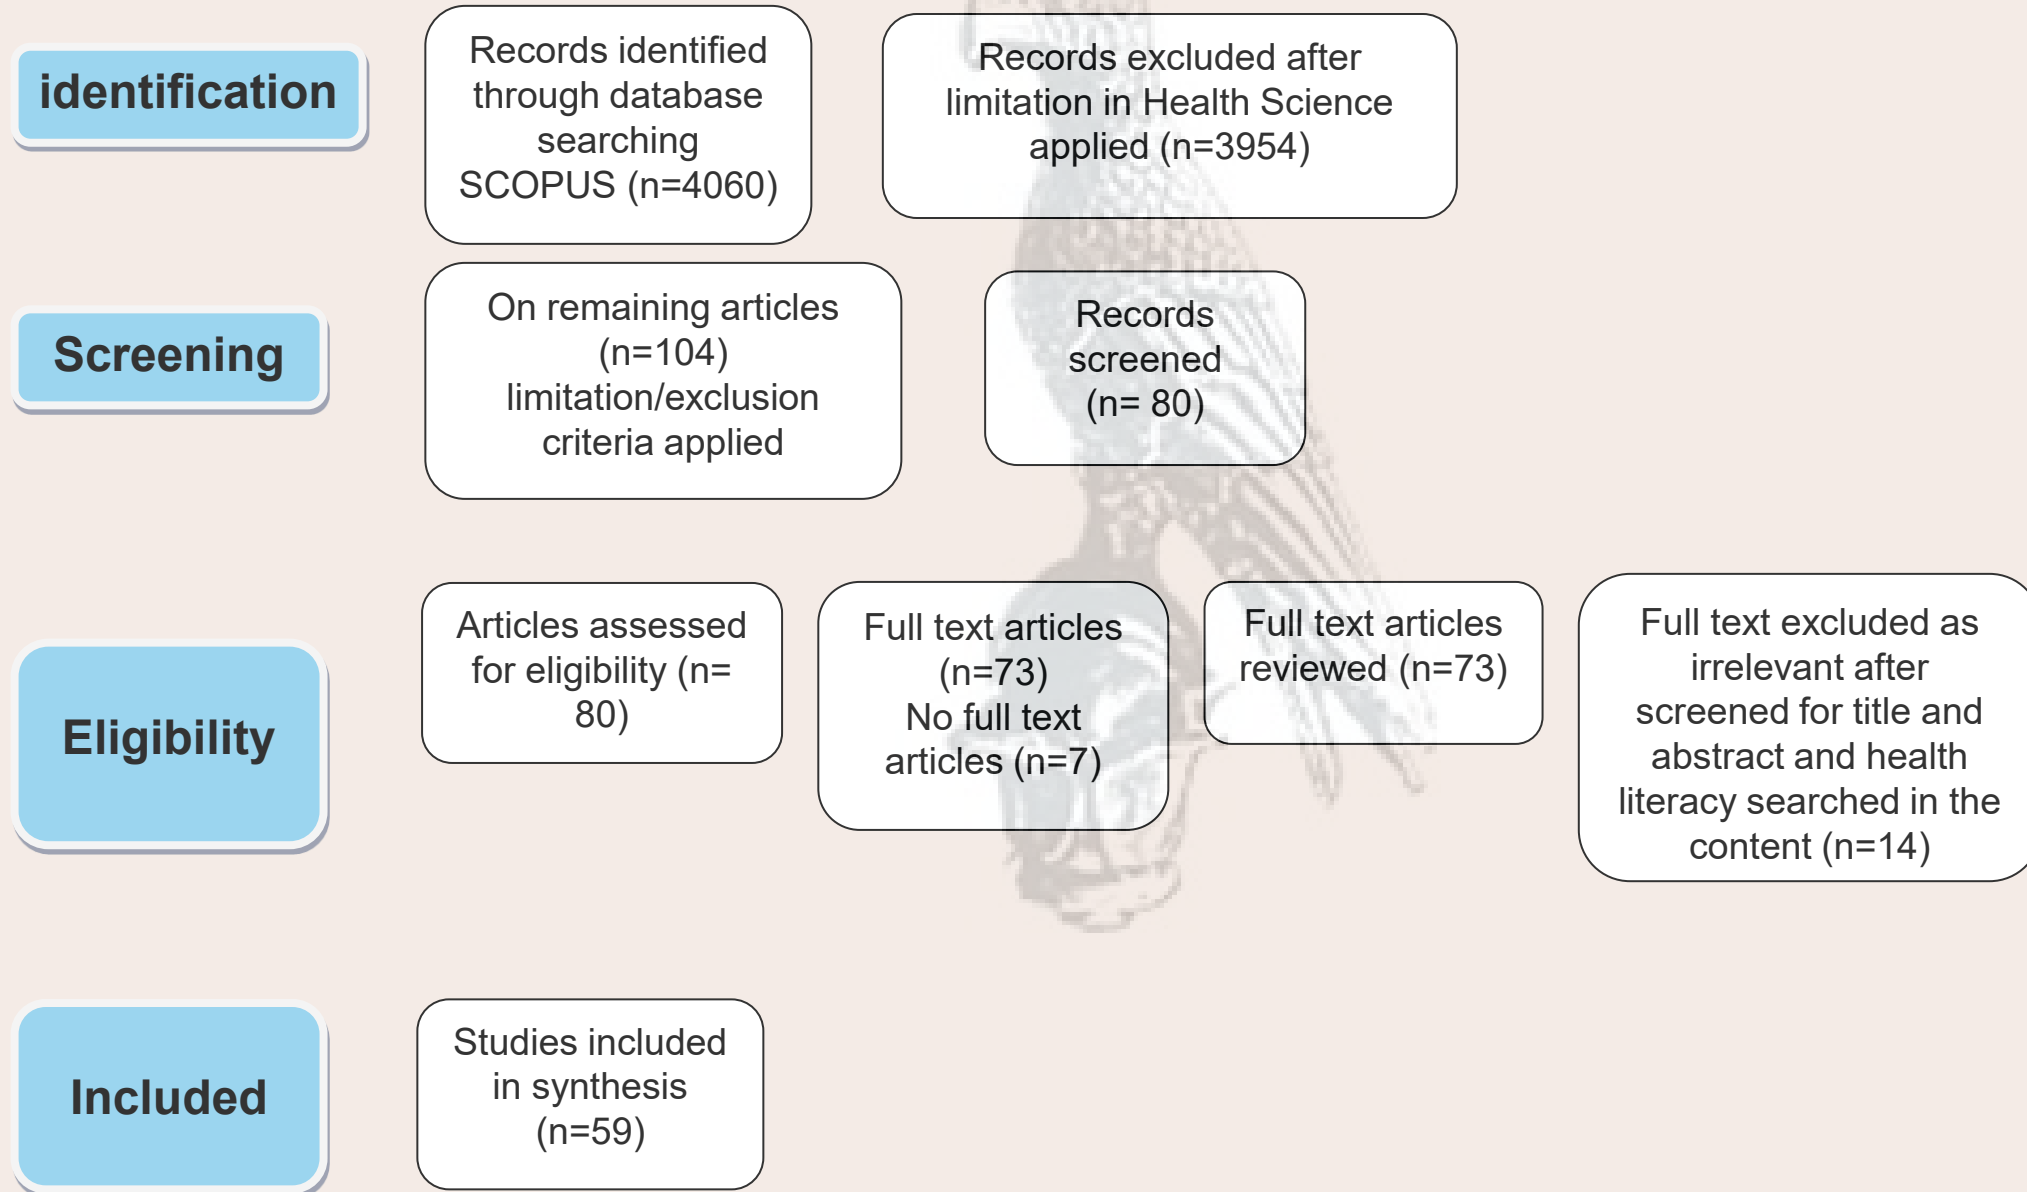 identification
Records identified
through database
searching
SCOPUS (n=4060)
Records excluded after
limitation in Health Science
applied (n=3954)
Screening
On remaining articles
(n=104)
limitation/exclusion
criteria applied
Records
screened
(n= 80)
Eligibility
Articles assessed
for eligibility (n=
80)
Full text articles
(n=73)
No full text
articles (n=7)
Full text articles
reviewed (n=73)
Full text excluded as
irrelevant after
screened for title and
abstract and health
literacy searched in the
content (n=14)
Included
Studies included
in synthesis
(n=59)